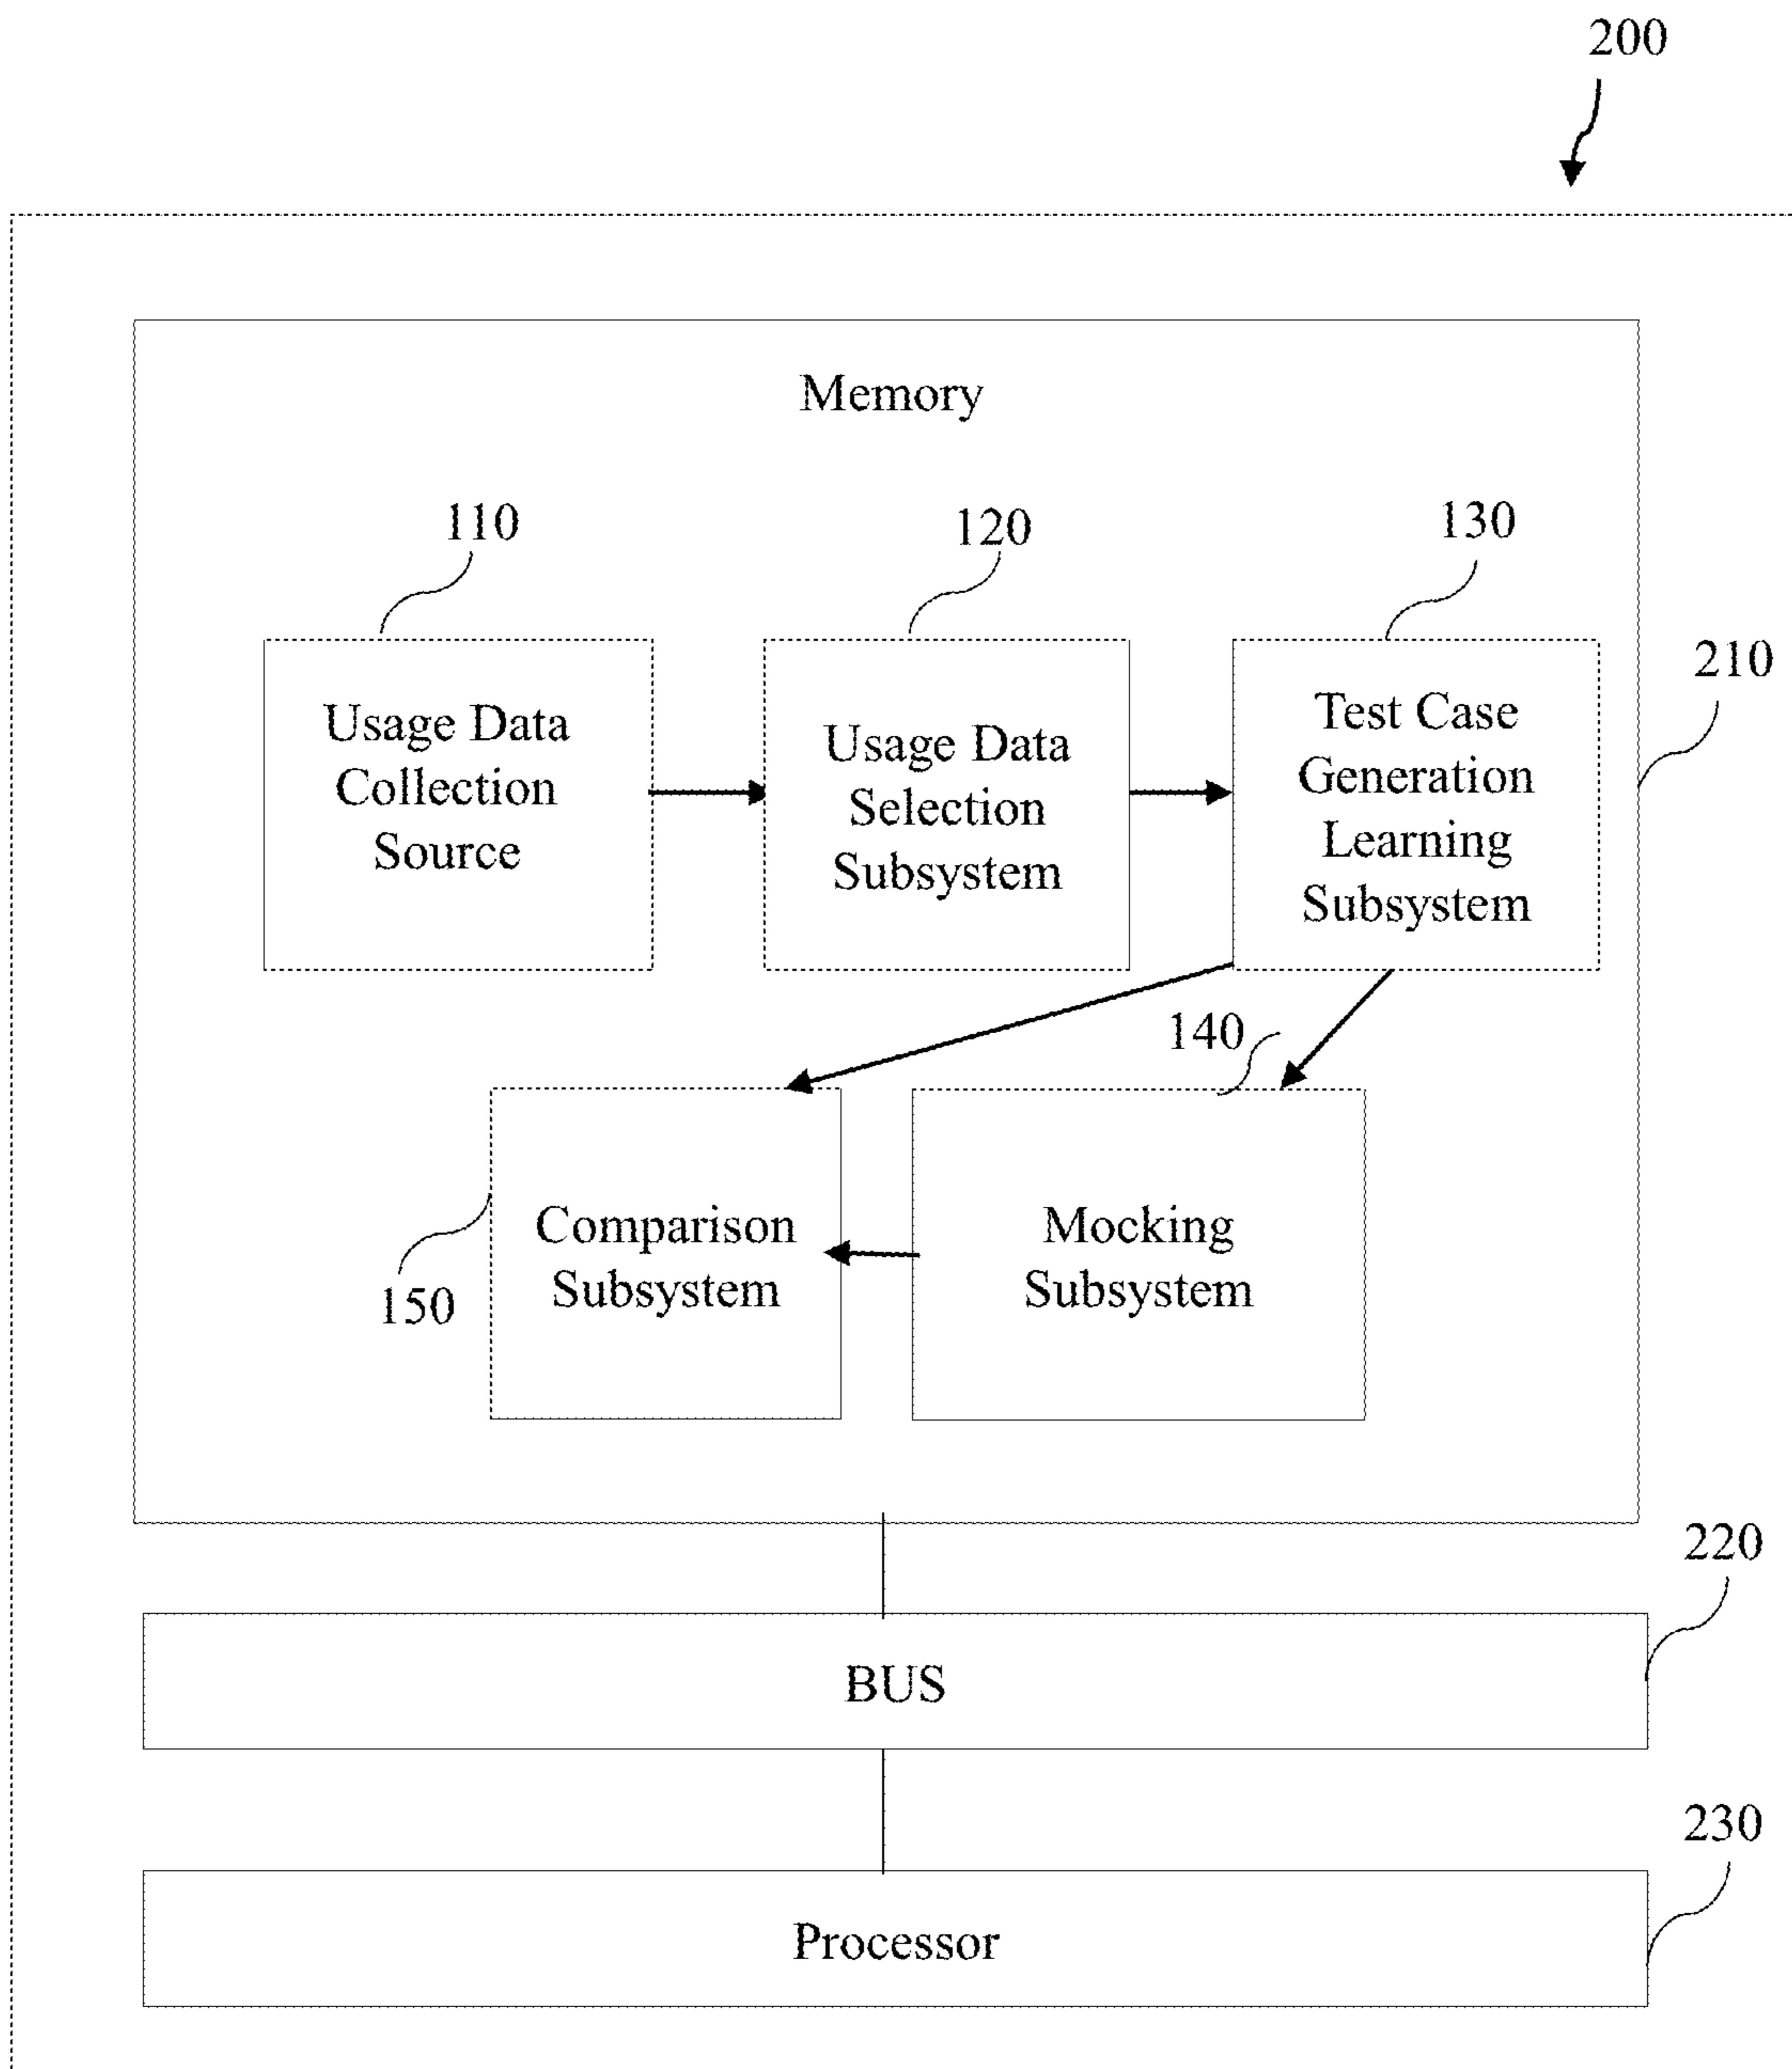 200
Memory
110
120
130
210
Usage Data
Collection
Source
Usage Data
Selection
Subsystem
Test Case
Generation
Learning
Subsystem
140
150
Comparison
Subsystem
Mocking
Subsystem
220
BUS
230
Processor